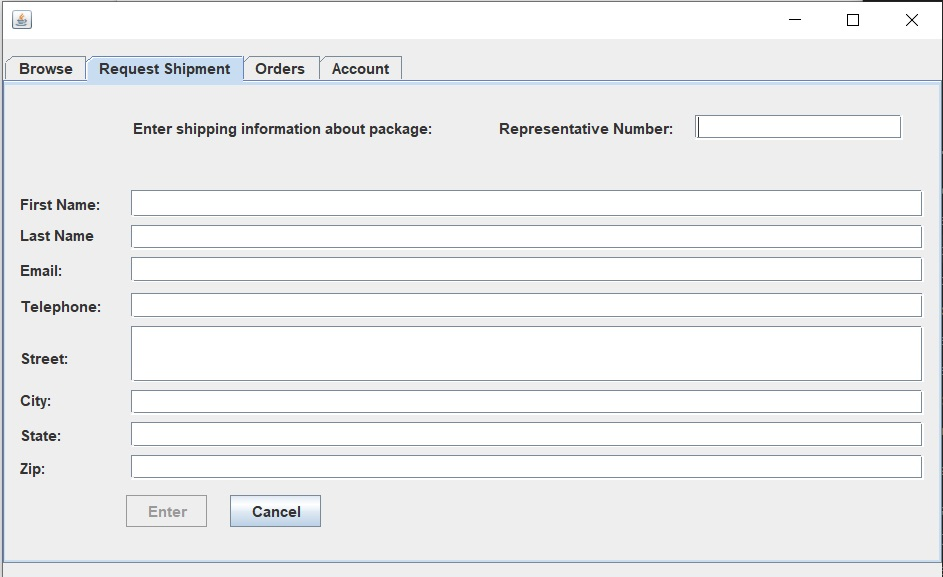 Browse Request Shipment Orders Account
Enter shipping information about package: Representative Number:
First Name:
Last Name
Email:
Telephone:
Street:
City:
State:
Zip:
Enter Cancel